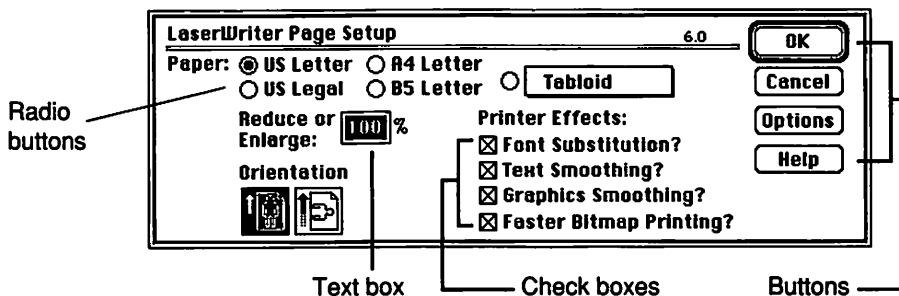 LaserWriter Page Setup 6.0 OK
Paper: US Letter A4 Letter Tabloid Cancel
US Legal B5 Letter
Radio buttons
Reduce or Enlarge: 100 %
Orientation
Printer Effects:
Font Substitution?
Text Smoothing?
Graphics Smoothing?
Faster Bitmap Printing?
Options
Help
Text box Check boxes Buttons